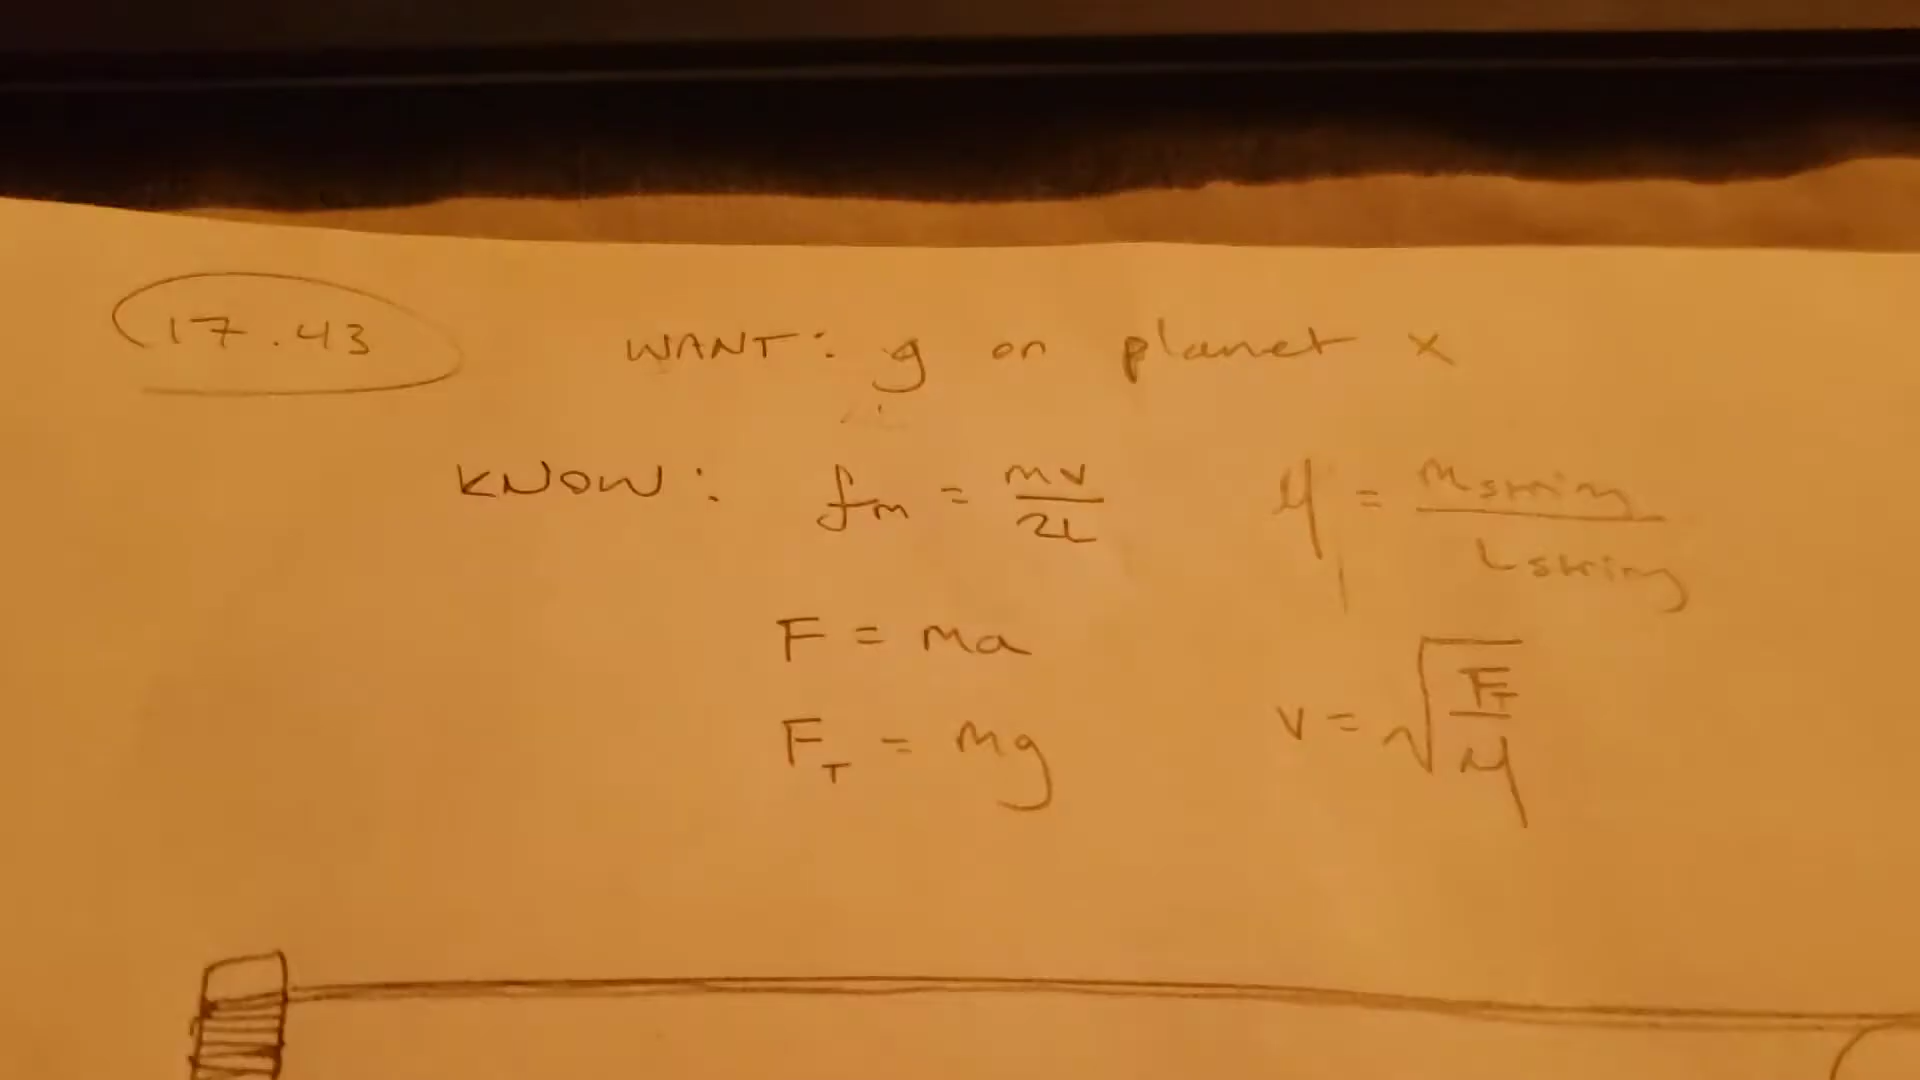 17.43 WANT: g on planet x
KNOW: fm = mv/2L μ = mstring/Lstring
F = ma
FT = mg v = √FT/μ